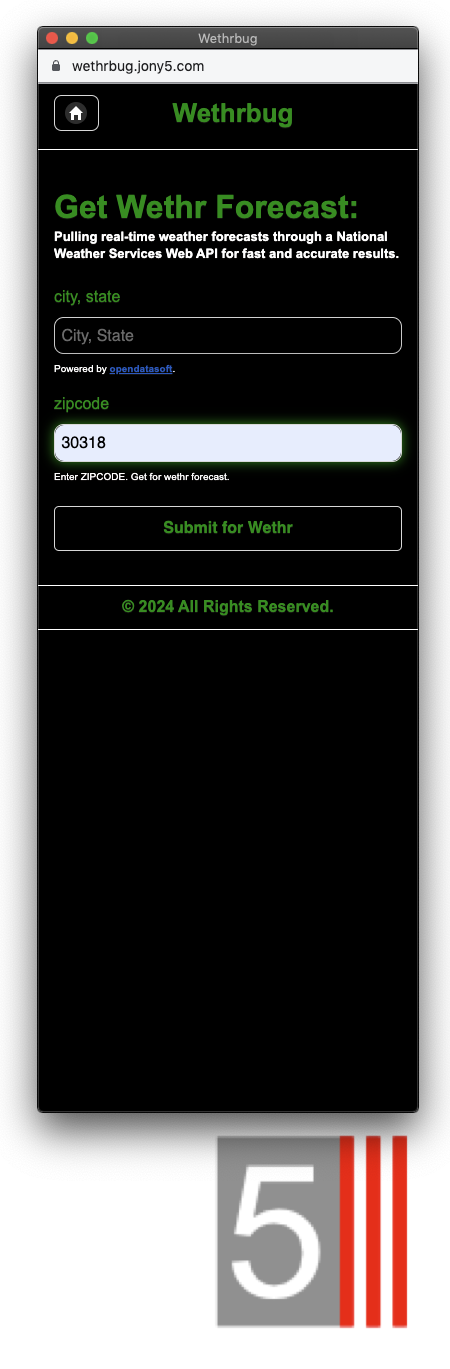 Wethrbug
wethrbug.jony5.com
Wethrbug
Get Wethr Forecast:
Pulling real-time weather forecasts through a National
Weather Services Web API for fast and accurate results.
city, state
City, State
Powered by opendatasoft.
zipcode
30318
Enter ZIPCODE. Get for wethr forecast.
Submit for Wethr
© 2024 All Rights Reserved.
5